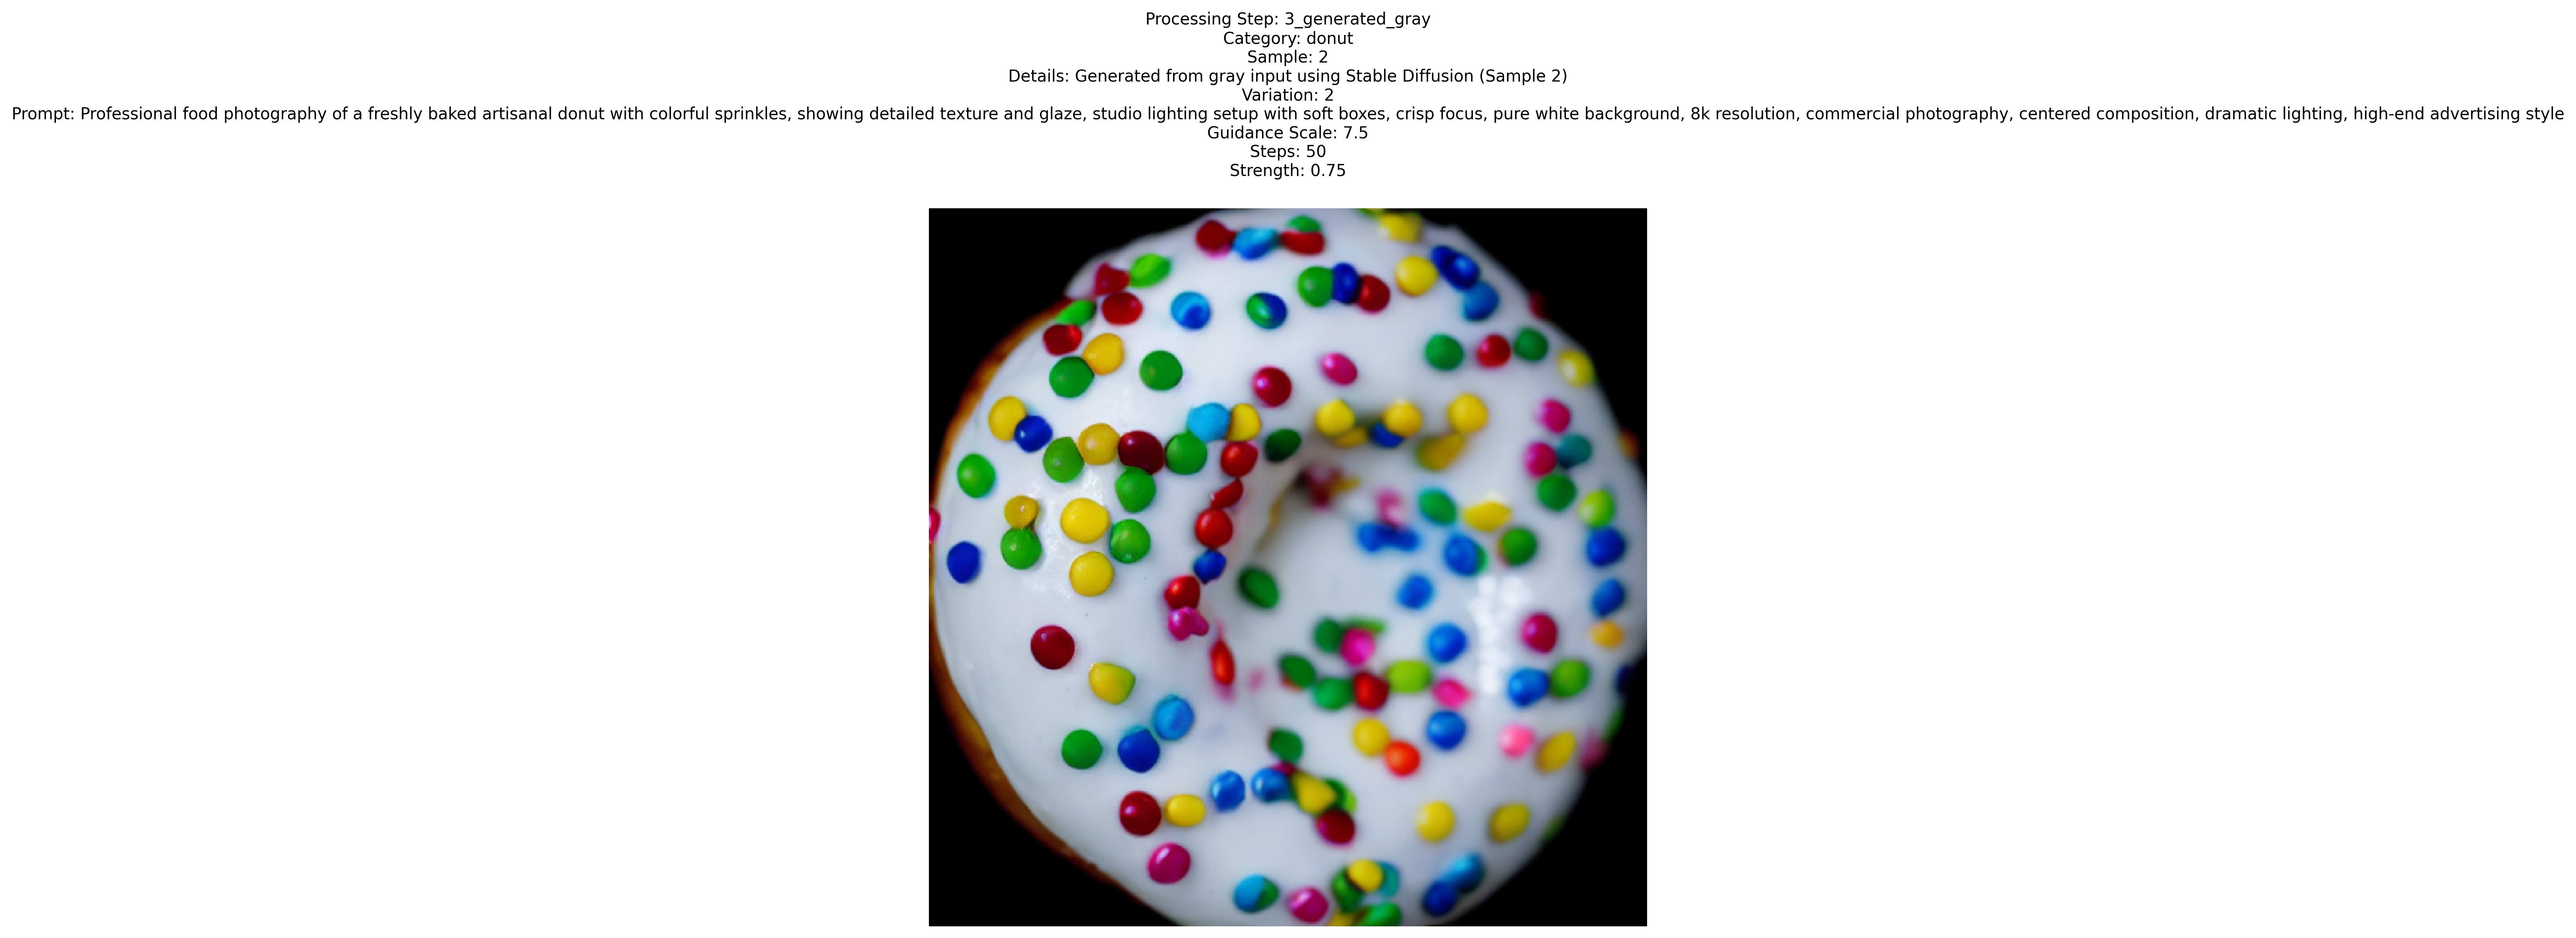 Processing Step: 3_generated_gray
Category: donut
Sample: 2
Details: Generated from gray input using Stable Diffusion (Sample 2)
Variation: 2
Prompt: Professional food photography of a freshly baked artisanal donut with colorful sprinkles, showing detailed texture and glaze, studio lighting setup with soft boxes, crisp focus, pure white background, 8k resolution, commercial photography, centered composition, dramatic lighting, high-end advertising style
Guidance Scale: 7.5
Steps: 50
Strength: 0.75